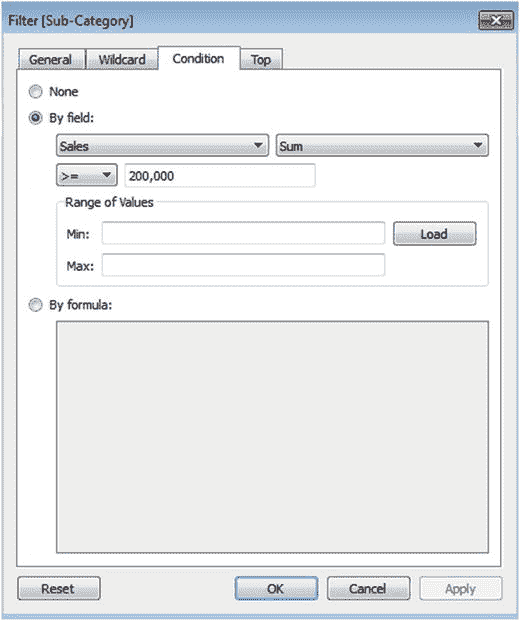 Filter [Sub-Category]
General Wildcard Condition Top
None
By field:
Sales Sum
>= 200,000
Range of Values
Min: Load
Max:
By formula:
Reset OK Cancel Apply